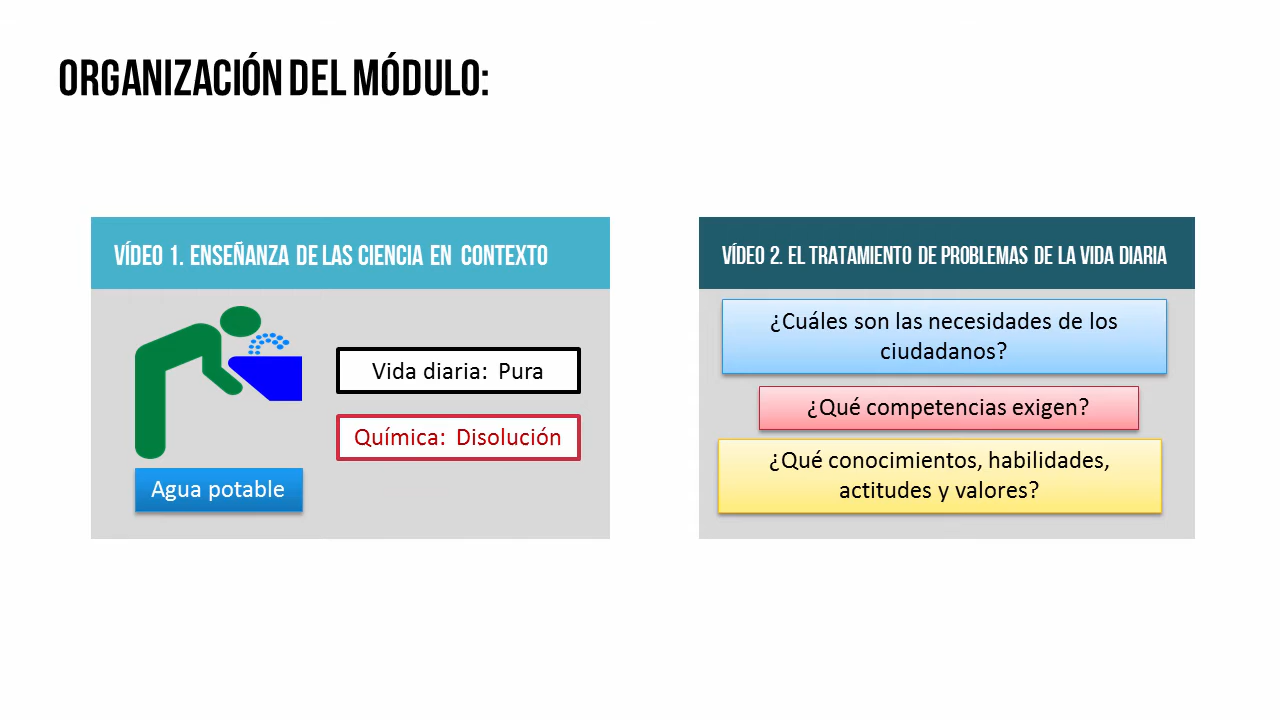 ORGANIZACIÓN DEL MÓDULO:
VÍDEO 1. ENSEÑANZA DE LAS CIENCIA EN CONTEXTO
Vida diaria: Pura
Química: Disolución
Agua potable
VÍDEO 2. EL TRATAMIENTO DE PROBLEMAS DE LA VIDA DIARIA
¿Cuáles son las necesidades de los
ciudadanos?
¿Qué competencias exigen?
¿Qué conocimientos, habilidades,
actitudes y valores?